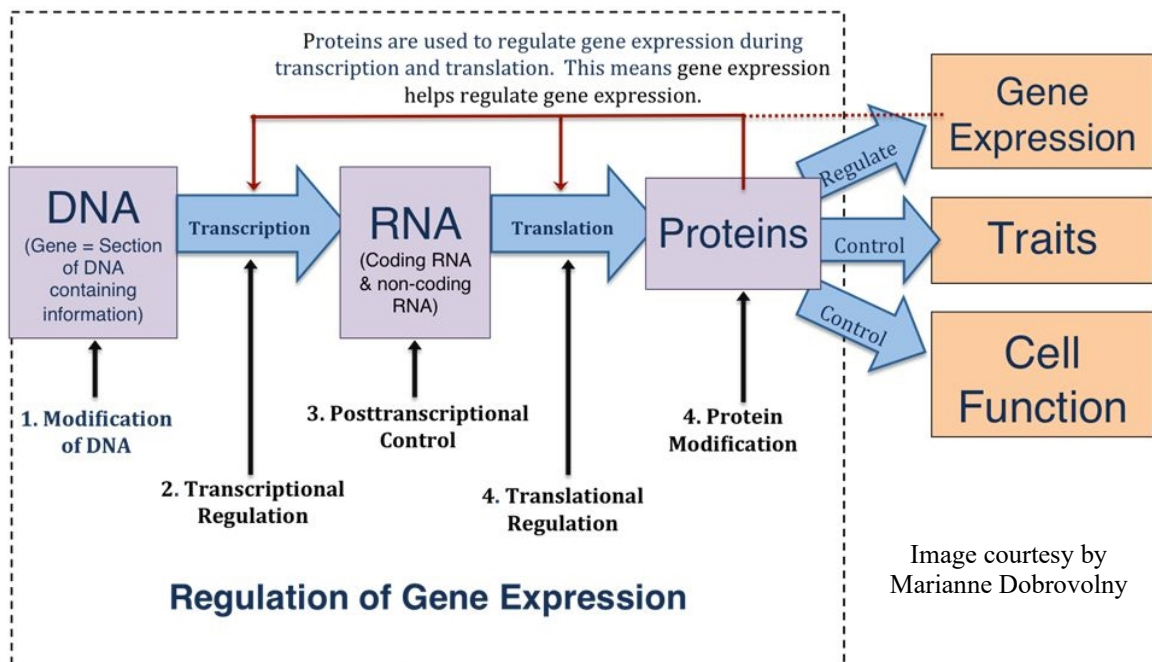 Proteins are used to regulate gene expression during
transcription and translation.  This means gene expression
helps regulate gene expression.
DNA
(Gene = Section
of DNA
containing
information)
Transcription
RNA
(Coding RNA
& non-coding
RNA)
Translation
Proteins
Regulate
Control
Control
Gene
Expression
Traits
Cell
Function
1. Modification
of DNA
2. Transcriptional
Regulation
3. Posttranscriptional
Control
4. Translational
Regulation
4. Protein
Modification
Regulation of Gene Expression
Image courtesy by
Marianne Dobrovolny